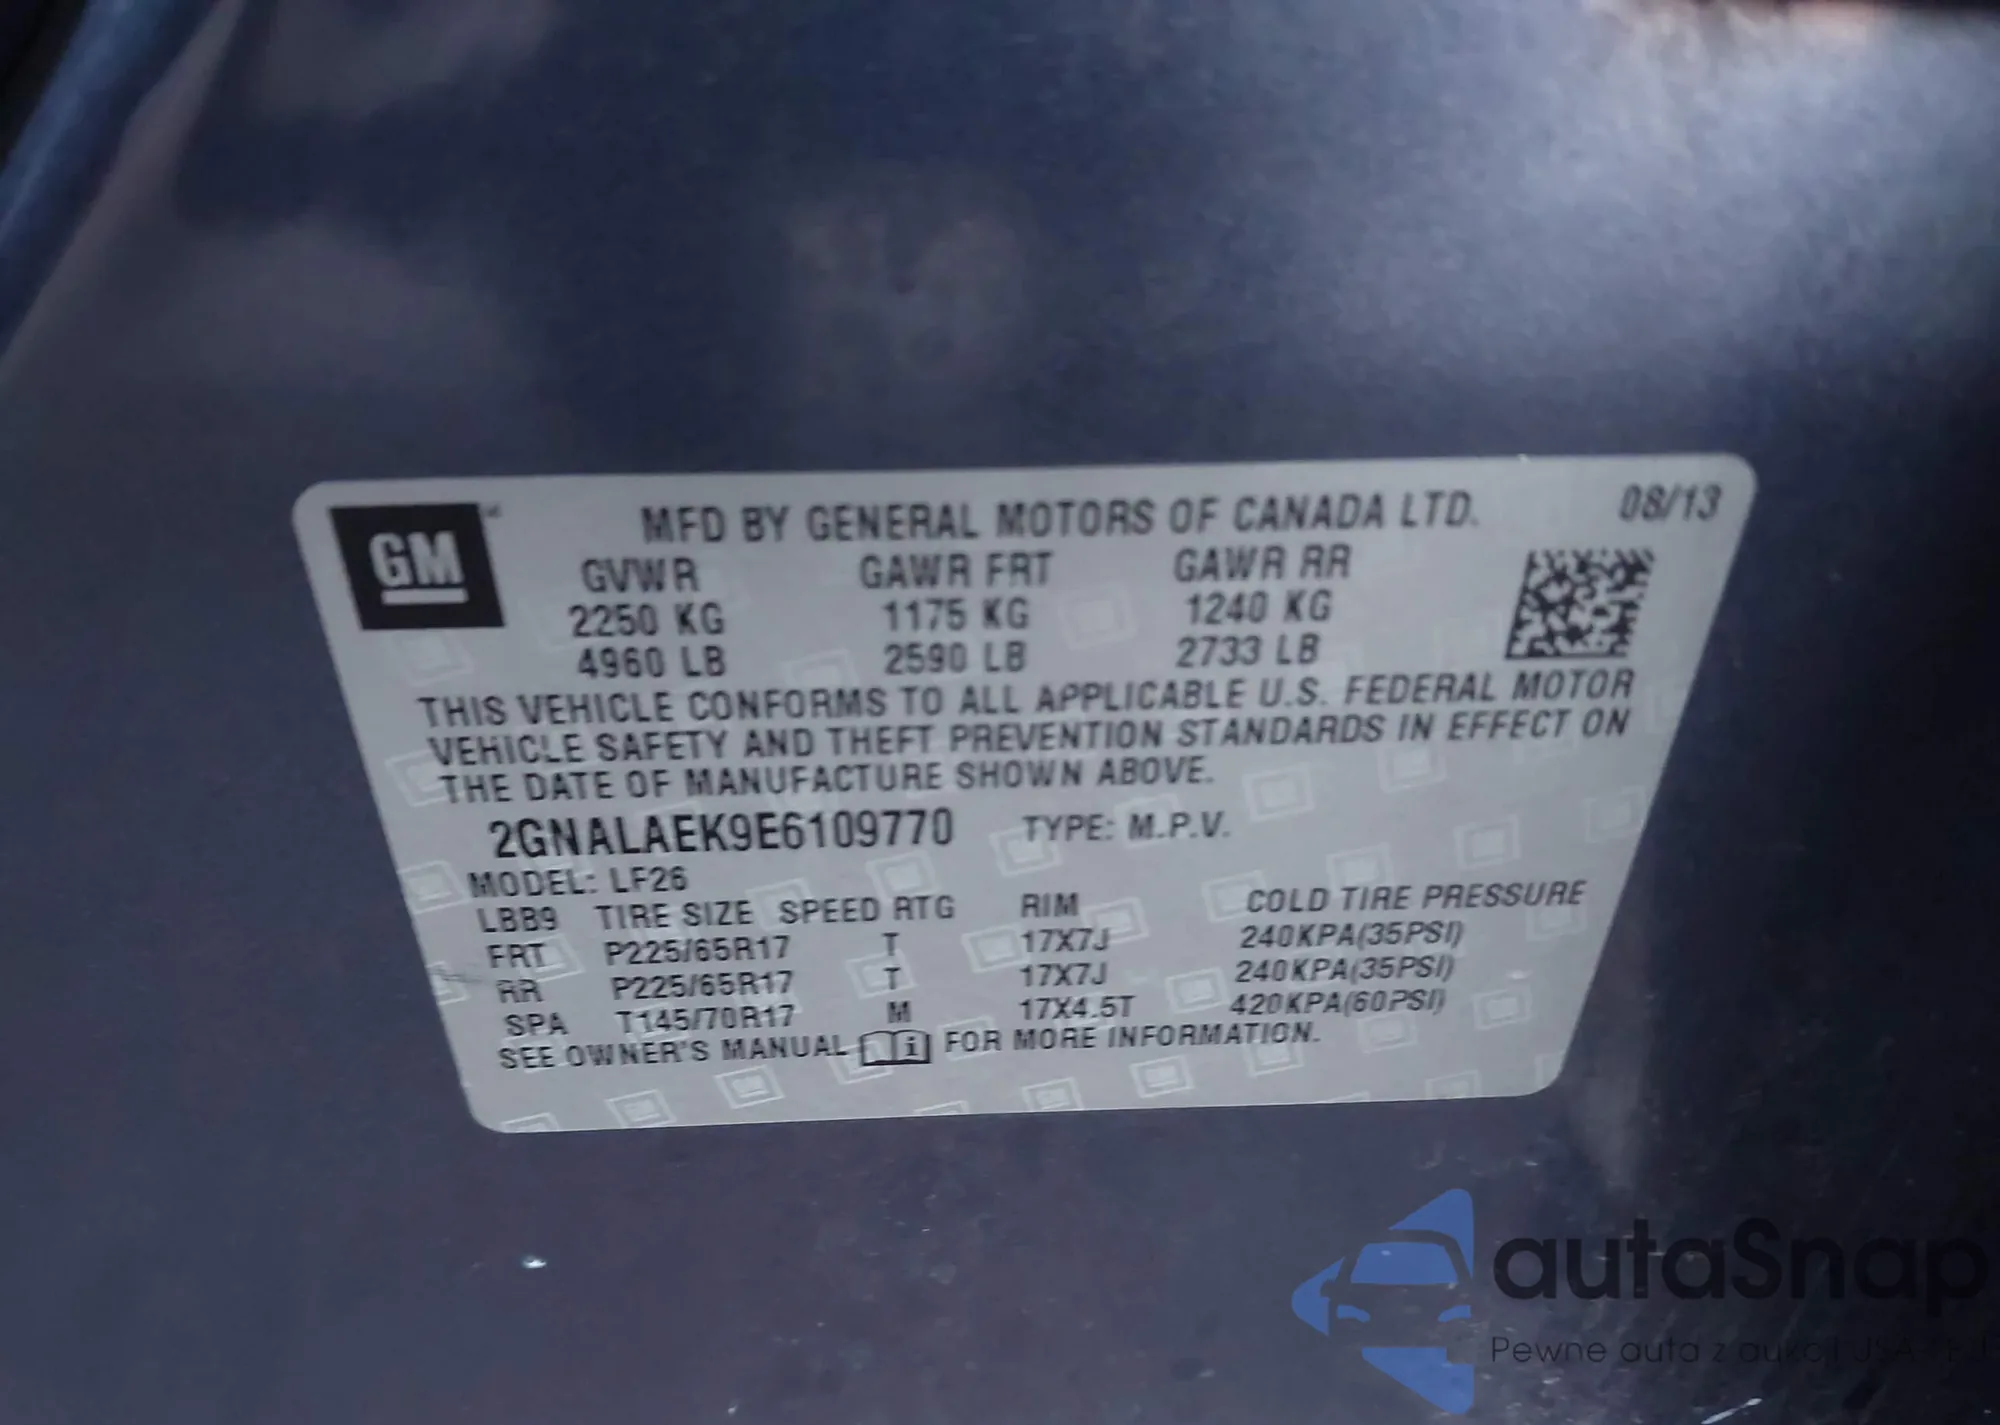 GM
MFD BY GENERAL MOTORS OF CANADA LTD.
08/13
GVWR GAWR FRT GAWR RR
2250 KG 1175 KG 1240 KG
4960 LB 2590 LB 2733 LB
THIS VEHICLE CONFORMS TO ALL APPLICABLE U.S. FEDERAL MOTOR
VEHICLE SAFETY AND THEFT PREVENTION STANDARDS IN EFFECT ON
THE DATE OF MANUFACTURE SHOWN ABOVE.
2GNALAEK9E6109770 TYPE: M.P.V.
MODEL: LF26
LBB9 TIRE SIZE SPEED RTG RIM COLD TIRE PRESSURE
FRT P225/65R17 T 17X7J 240KPA(35PSI)
RR P225/65R17 T 17X7J 240KPA(35PSI)
SPA T145/70R17 M 17X4.5T 420KPA(60PSI)
SEE OWNER'S MANUAL i FOR MORE INFORMATION.
autaSnap
Pewne auta z aukcji USA